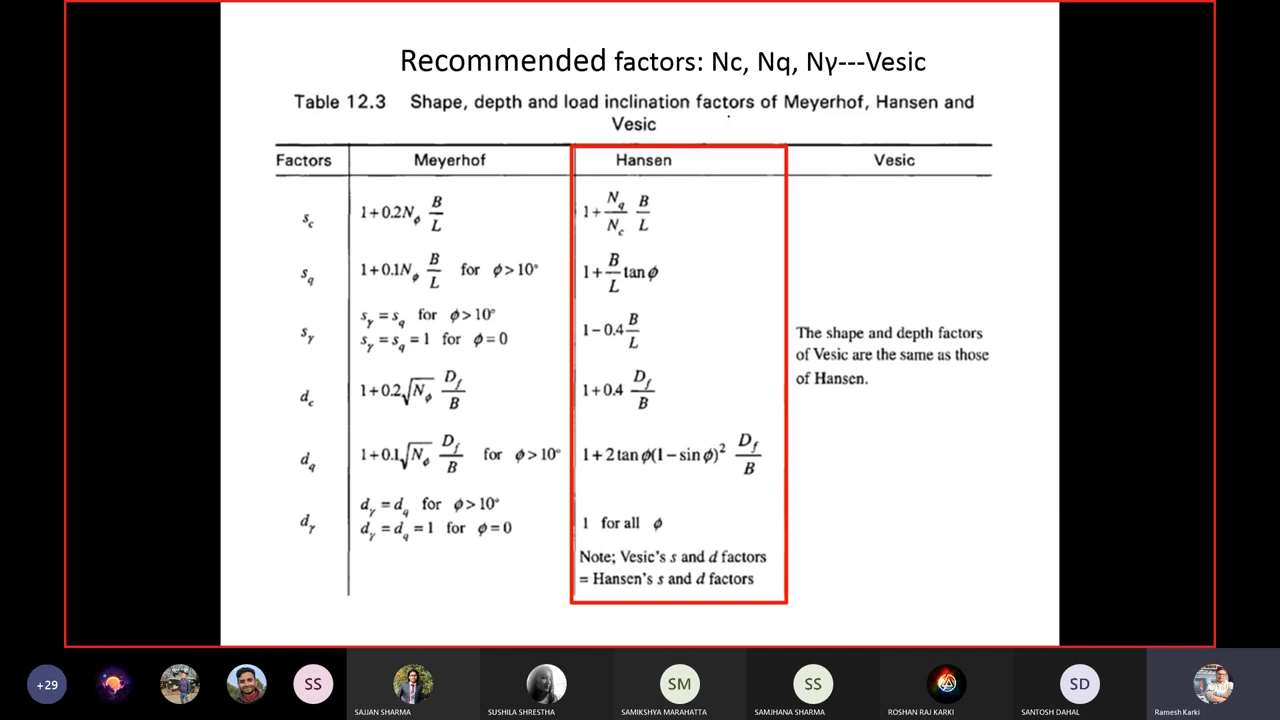 Recommended factors: Nc, Nq, Nγ---Vesic
Table 12.3 Shape, depth and load inclination factors of Meyerhof, Hansen and
Vesic
Factors Meyerhof Hansen Vesic
s_c 1+0.2N_ϕ B/L 1+ N_q/N_c B/L
s_q 1+0.1N_ϕ B/L for ϕ>10° 1+ B/L tanϕ
s_γ s_γ = s_q for ϕ>10° 1−0.4 B/L
s_γ = s_q = 1 for ϕ=0
The shape and depth factors
of Vesic are the same as those
of Hansen.
d_c 1+0.2√N_ϕ D_f/B 1+0.4 D_f/B
d_q 1+0.1√N_ϕ D_f/B for ϕ>10° 1+2tanϕ(1−sinϕ)² D_f/B
d_γ d_γ = d_q for ϕ>10° 1 for all ϕ
d_γ = d_q = 1 for ϕ=0
Note; Vesic's s and d factors
= Hansen's s and d factors
+29
SS
SAJJAN SHARMA
SUSHILA SHRESTHA
SM
SAMIKSHYA MARAHATTA
SS
SAMJHANA SHARMA
ROSHAN RAJ KARKI
SD
SANTOSH DAHAL
Ramesh Karki